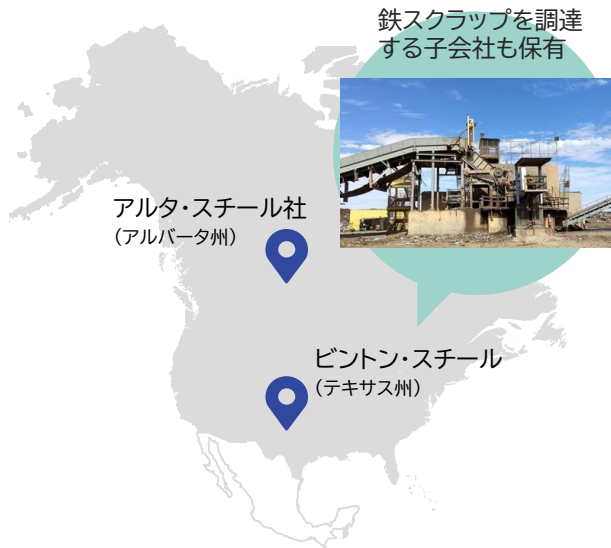 鉄スクラップを調達
する子会社も保有
アルタ・スチール社
（アルバータ州）
ビントン・スチール
（テキサス州）